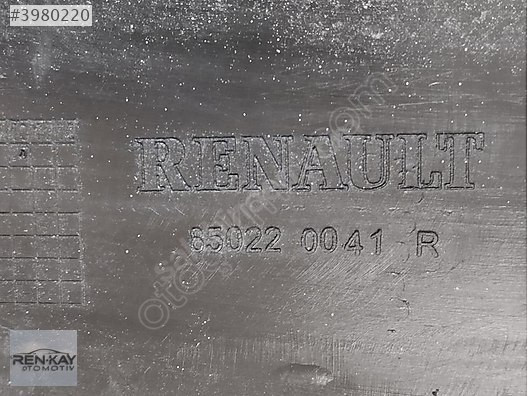 #3980220
RENAULT
85022 0041 R
REN-KAY
OTOMOTİV